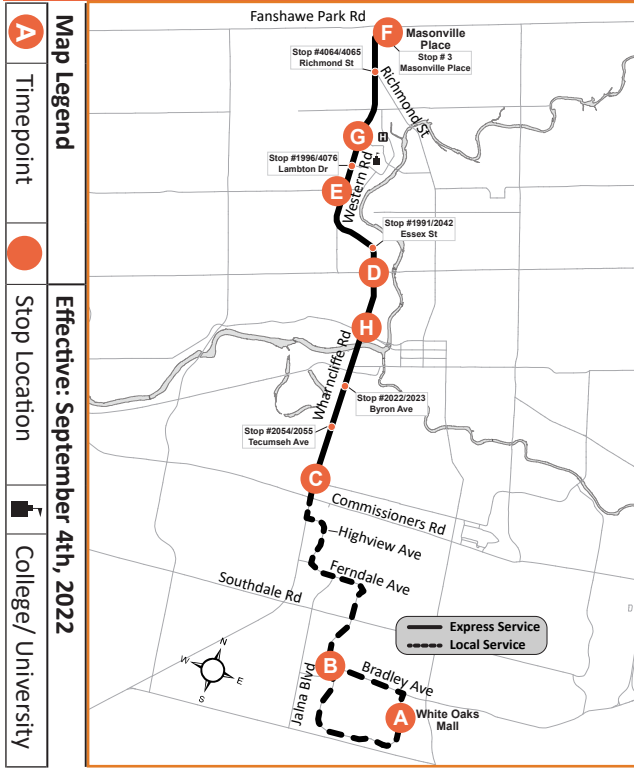 Fanshawe Park Rd
F
Masonville
Place
Stop # 3
Masonville Place
Stop #4064/4065
Richmond St
Richmond St
G
H
Stop #1996/4076
Lambton Dr
Western Rd
E
Stop #1991/2042
Essex St
D
H
Wharncliffe Rd
Stop #2022/2023
Byron Ave
Stop #2054/2055
Tecumseh Ave
C
Commissioners Rd
Highview Ave
Ferndale Ave
Southdale Rd
Express Service
Local Service
B
Bradley Ave
Jalna Blvd
A
White Oaks
Mall
N
W
E
S
D
Map Legend
Effective: September 4th, 2022
A
Timepoint
Stop Location
College/ University